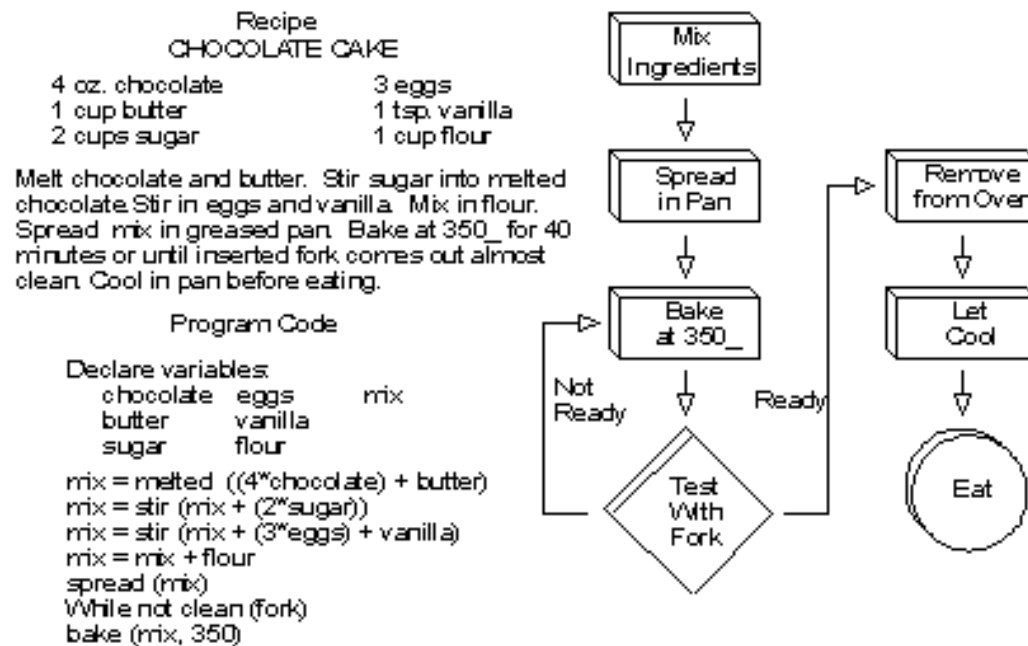 Recipe
CHOCOLATE CAKE
4 oz. chocolate 3 eggs
1 cup butter 1 tsp. vanilla
2 cups sugar 1 cup flour
Melt chocolate and butter. Stir sugar into melted
chocolate. Stir in eggs and vanilla. Mix in flour.
Spread mix in greased pan. Bake at 350_ for 40
minutes or until inserted fork comes out almost
clean. Cool in pan before eating.
Program Code
Declare variables:
chocolate eggs mix
butter vanilla
sugar flour
mix = melted ((4*chocolate) + butter)
mix = stir (mix + (2*sugar))
mix = stir (mix + (3*eggs) + vanilla)
mix = mix + flour
spread (mix)
While not clean (fork)
bake (mix, 350)
Mix
Ingredients
Spread
in Pan
Bake
at 350_
Not
Ready
Test
With
Fork
Ready
Remove
from Oven
Let
Cool
Eat